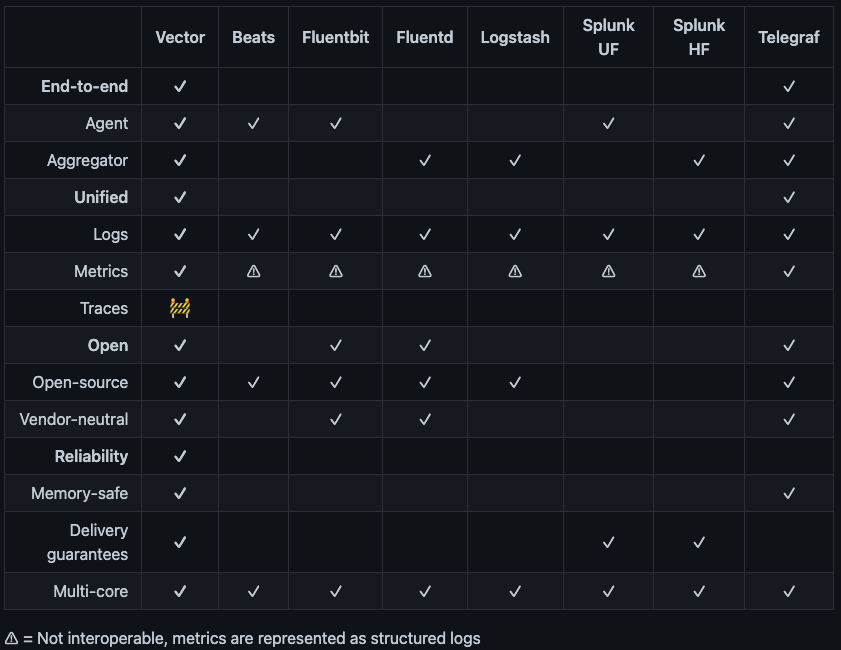 Vector Beats Fluentbit Fluentd Logstash Splunk UF Splunk HF Telegraf
End-to-end ✓ ✓
Agent ✓ ✓ ✓ ✓ ✓
Aggregator ✓ ✓ ✓ ✓ ✓
Unified ✓ ✓
Logs ✓ ✓ ✓ ✓ ✓ ✓ ✓ ✓
Metrics ✓ ⚠ ⚠ ⚠ ⚠ ⚠ ⚠ ✓
Traces 🚧
Open ✓ ✓ ✓ ✓
Open-source ✓ ✓ ✓ ✓ ✓ ✓
Vendor-neutral ✓ ✓ ✓ ✓
Reliability ✓
Memory-safe ✓ ✓
Delivery guarantees ✓ ✓ ✓
Multi-core ✓ ✓ ✓ ✓ ✓ ✓ ✓ ✓
⚠ = Not interoperable, metrics are represented as structured logs